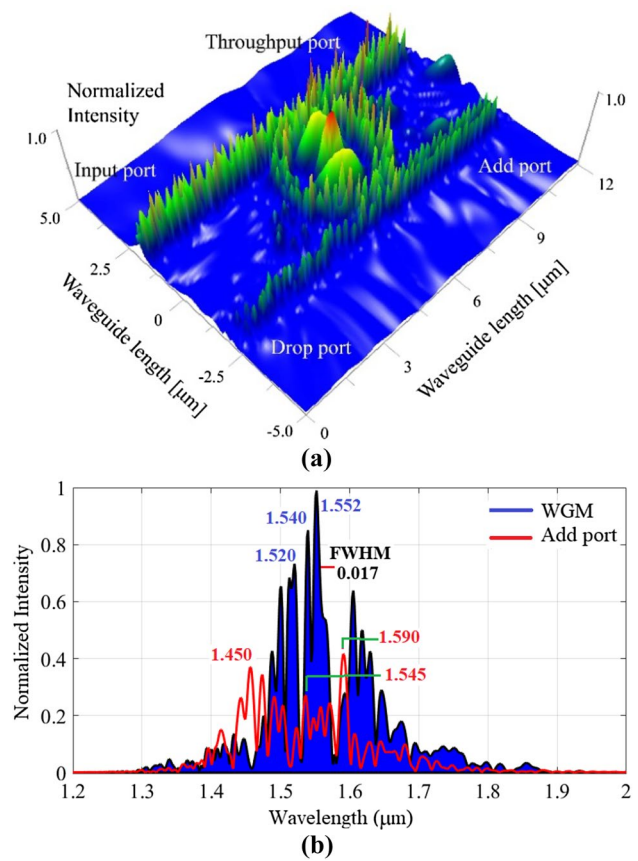 Throughput port
Normalized
Intensity
1.0
1.0
Input port
Add port
5.0
12
2.5
9
Waveguide length [μm]
0
6
Waveguide length [μm]
-2.5
Drop port
3
-5.0
0
(a)
1
1.552
1.540
WGM
Add port
0.8
1.520
FWHM
0.017
Normalized Intensity
0.6
1.590
1.450
0.4
1.545
0.2
0
1.2
1.3
1.4
1.5
1.6
1.7
1.8
1.9
2
Wavelength (μm)
(b)